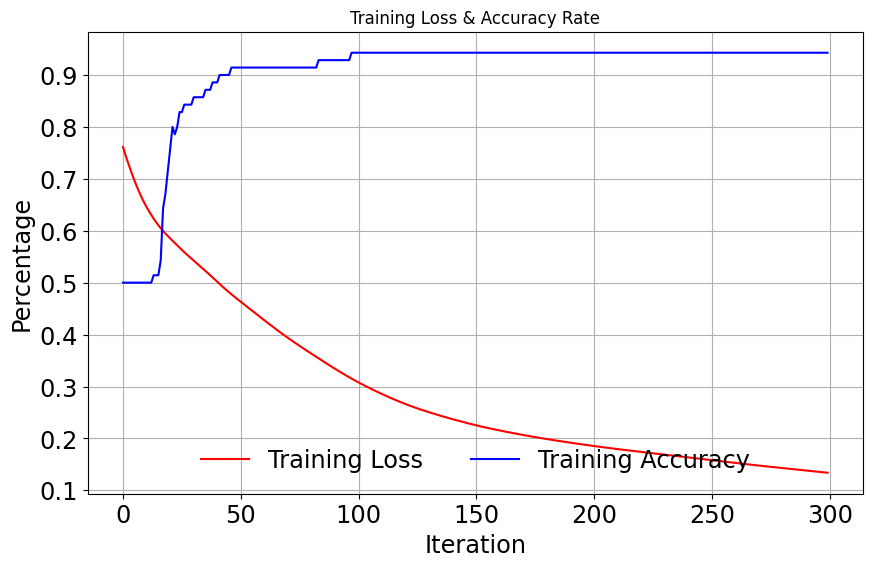 Training Loss & Accuracy Rate
Percentage
0.9
0.8
0.7
0.6
0.5
0.4
0.3
0.2
0.1
Training Loss Training Accuracy
0 50 100 150 200 250 300
Iteration